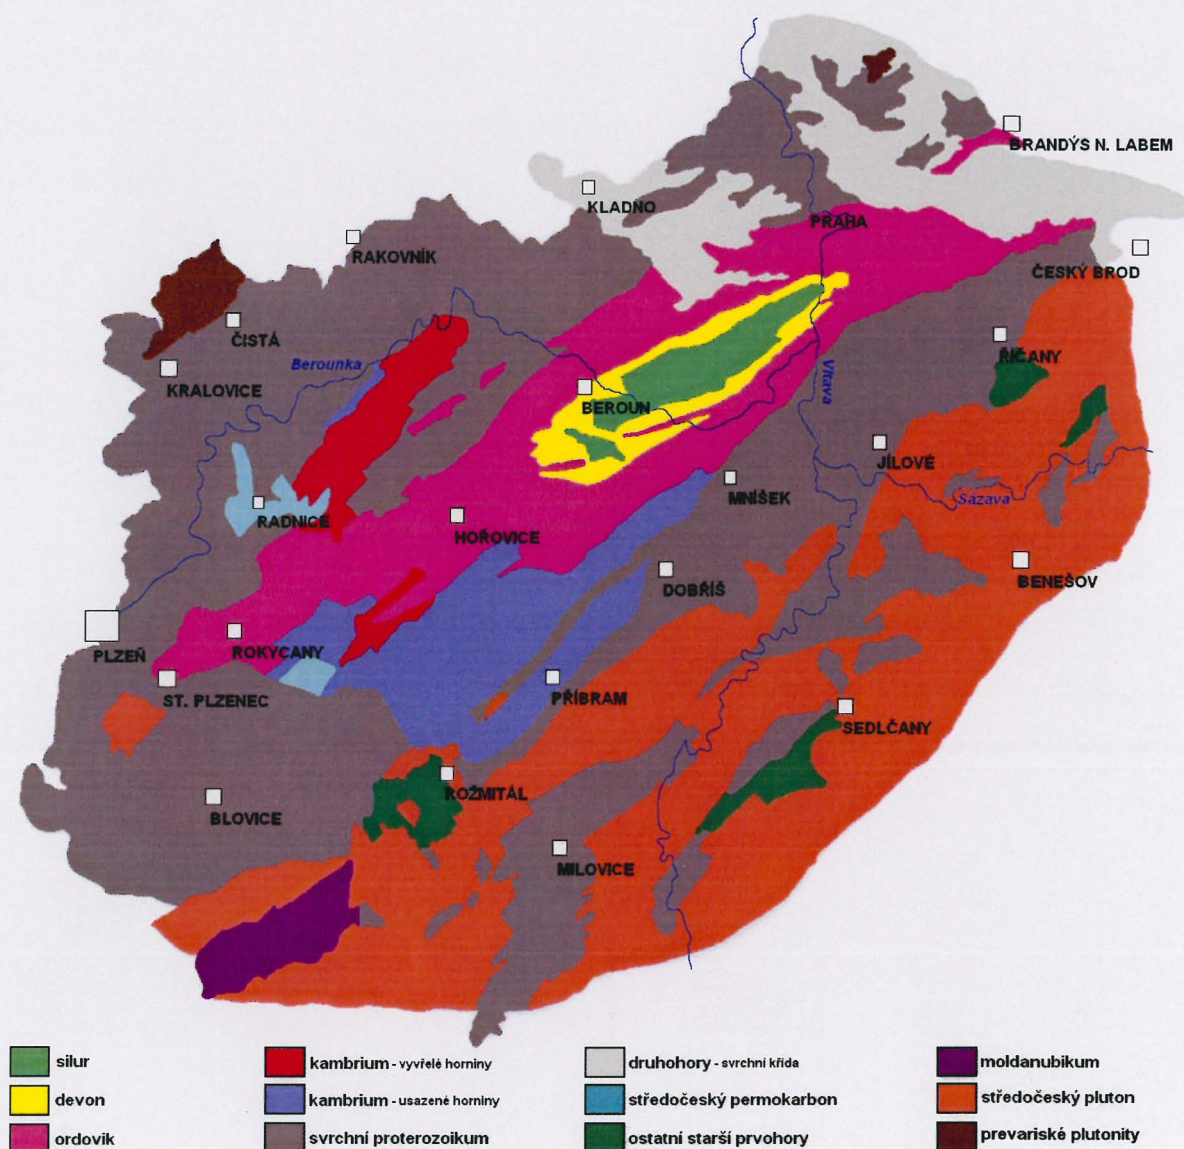 BRANDÝS N. LABEM
KLADNO
PRAHA
RAKOVNÍK
ČESKÝ BROD
ČISTÁ
ŘÍČANY
Berounka
KRALOVICE
Vltava
BEROUN
JÍLOVÉ
MNÍŠEK
Sázava
RADNICE
HOŘOVICE
BENEŠOV
DOBŘÍŠ
PLZEŇ
ROKYCANY
ST. PLZENEC
PŘÍBRAM
SEDLČANY
ROŽMITÁL
BLOVICE
MILOVICE
silur
kambrium - vyvřelé horniny
druhohory - svrchní křída
moldanubikum
devon
kambrium - usazené horniny
středočeský permokarbon
středočeský pluton
ordovik
svrchní proterozoikum
ostatní starší prvohory
prevariské plutonity